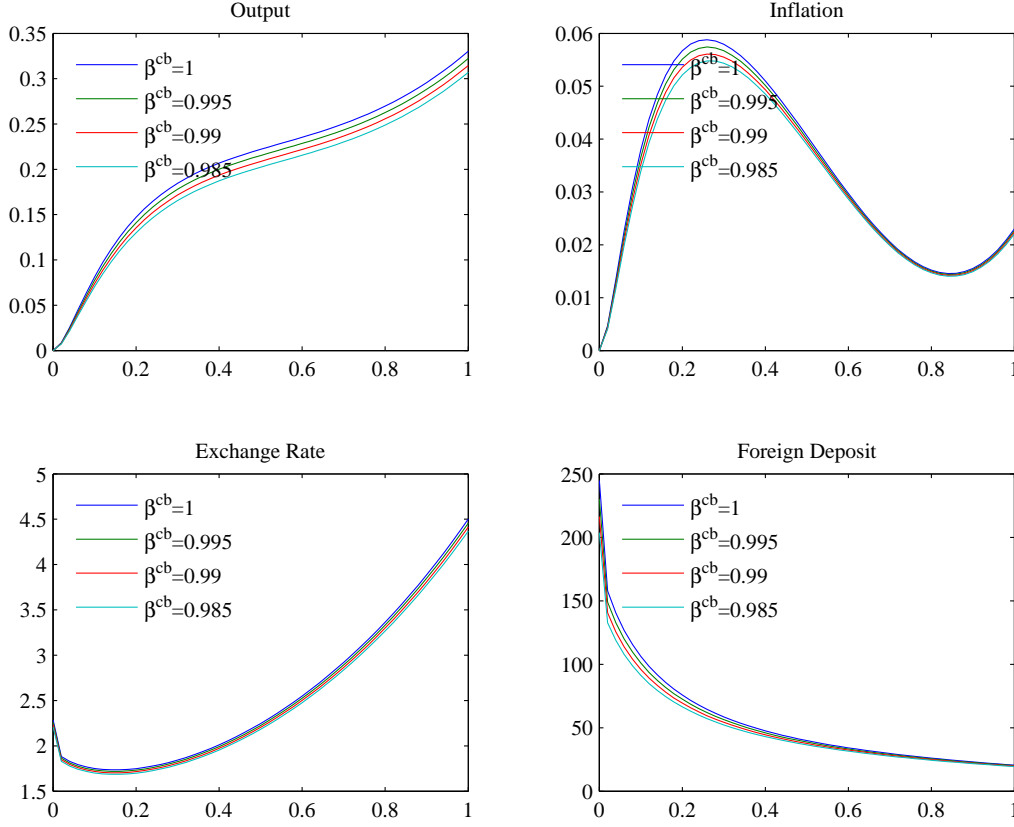 Output
0.35
0.3
0.25
0.2
0.15
0.1
0.05
0
0 0.2 0.4 0.6 0.8 1
β^cb=1
β^cb=0.995
β^cb=0.99
β^cb=0.985
Inflation
0.06
0.05
0.04
0.03
0.02
0.01
0
0 0.2 0.4 0.6 0.8 1
β^cb=1
β^cb=0.995
β^cb=0.99
β^cb=0.985
Exchange Rate
5
4.5
4
3.5
3
2.5
2
1.5
0 0.2 0.4 0.6 0.8 1
β^cb=1
β^cb=0.995
β^cb=0.99
β^cb=0.985
Foreign Deposit
250
200
150
100
50
0
0 0.2 0.4 0.6 0.8 1
β^cb=1
β^cb=0.995
β^cb=0.99
β^cb=0.985